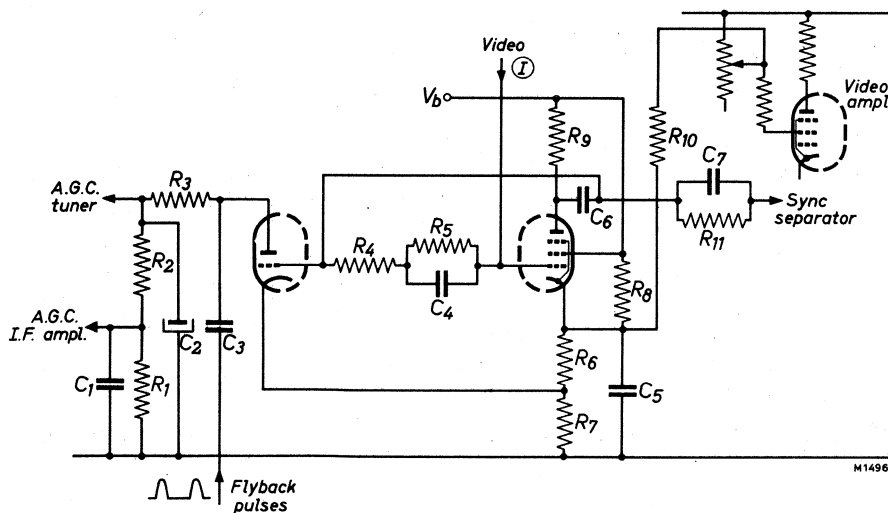 Video
I
Vb
Video
ampl
R10
R9
C7
A.G.C.
tuner
R3
C6
Sync
separator
R5
R11
R4
R2
R8
C4
A.G.C.
I.F. ampl.
C2
C3
R6
C1
R1
C5
R7
Flyback
pulses
M1496